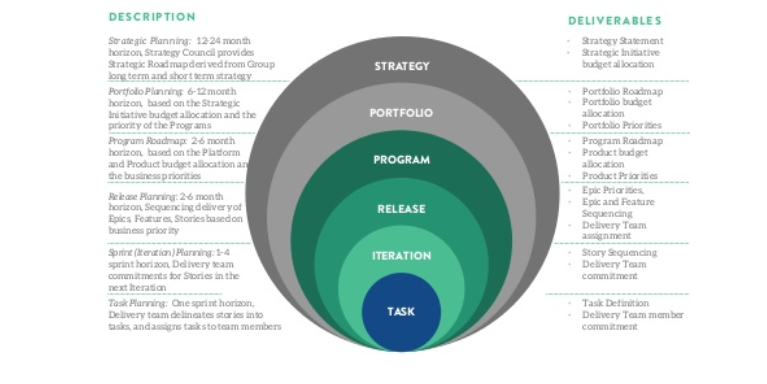 DESCRIPTION
Strategic Planning: 12-24 month
horizon, Strategy Council provides
Strategic Roadmap derived from Group
long term and short term strategy
Portfolio Planning: 6-12 month
horizon, based on the Strategic
Initiative budget allocation and the
priority of the Programs
Program Roadmap: 2-6 month
horizon, based on the Platform
and Product budget allocation an
the business priorities
Release Planning: 2-6 month
horizon, Sequencing delivery of
Epics, Features, Stories based on
business priority
Sprint (Iteration) Planning: 1-4
sprint horizon, Delivery team
commitments for Stories in the
next Iteration
Task Planning: One sprint horizon,
Delivery team delineates stories into
tasks, and assigns tasks to team members
STRATEGY
PORTFOLIO
PROGRAM
RELEASE
ITERATION
TASK
DELIVERABLES
· Strategy Statement
· Strategic Initiative
budget allocation
· Portfolio Roadmap
· Portfolio budget
allocation
· Portfolio Priorities
· Program Roadmap
· Product budget
allocation
· Product Priorities
· Epic Priorities,
· Epic and Feature
Sequencing
· Delivery Team
assignment
· Story Sequencing
· Delivery Team
commitment
· Task Definition
· Delivery Team member
commitment